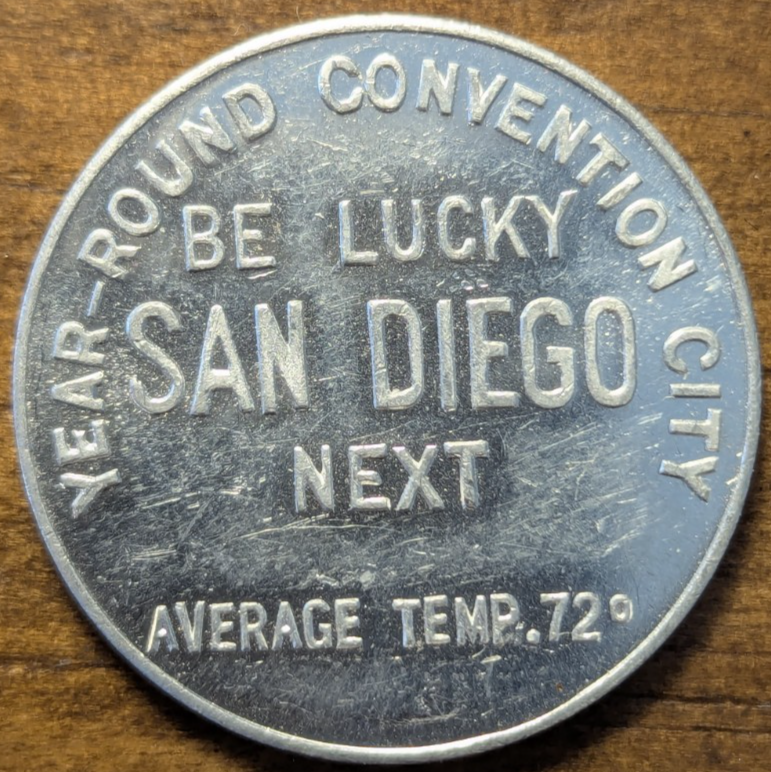 YEAR-ROUND CONVENTION CITY
BE LUCKY
SAN DIEGO
NEXT
AVERAGE TEMP.72°